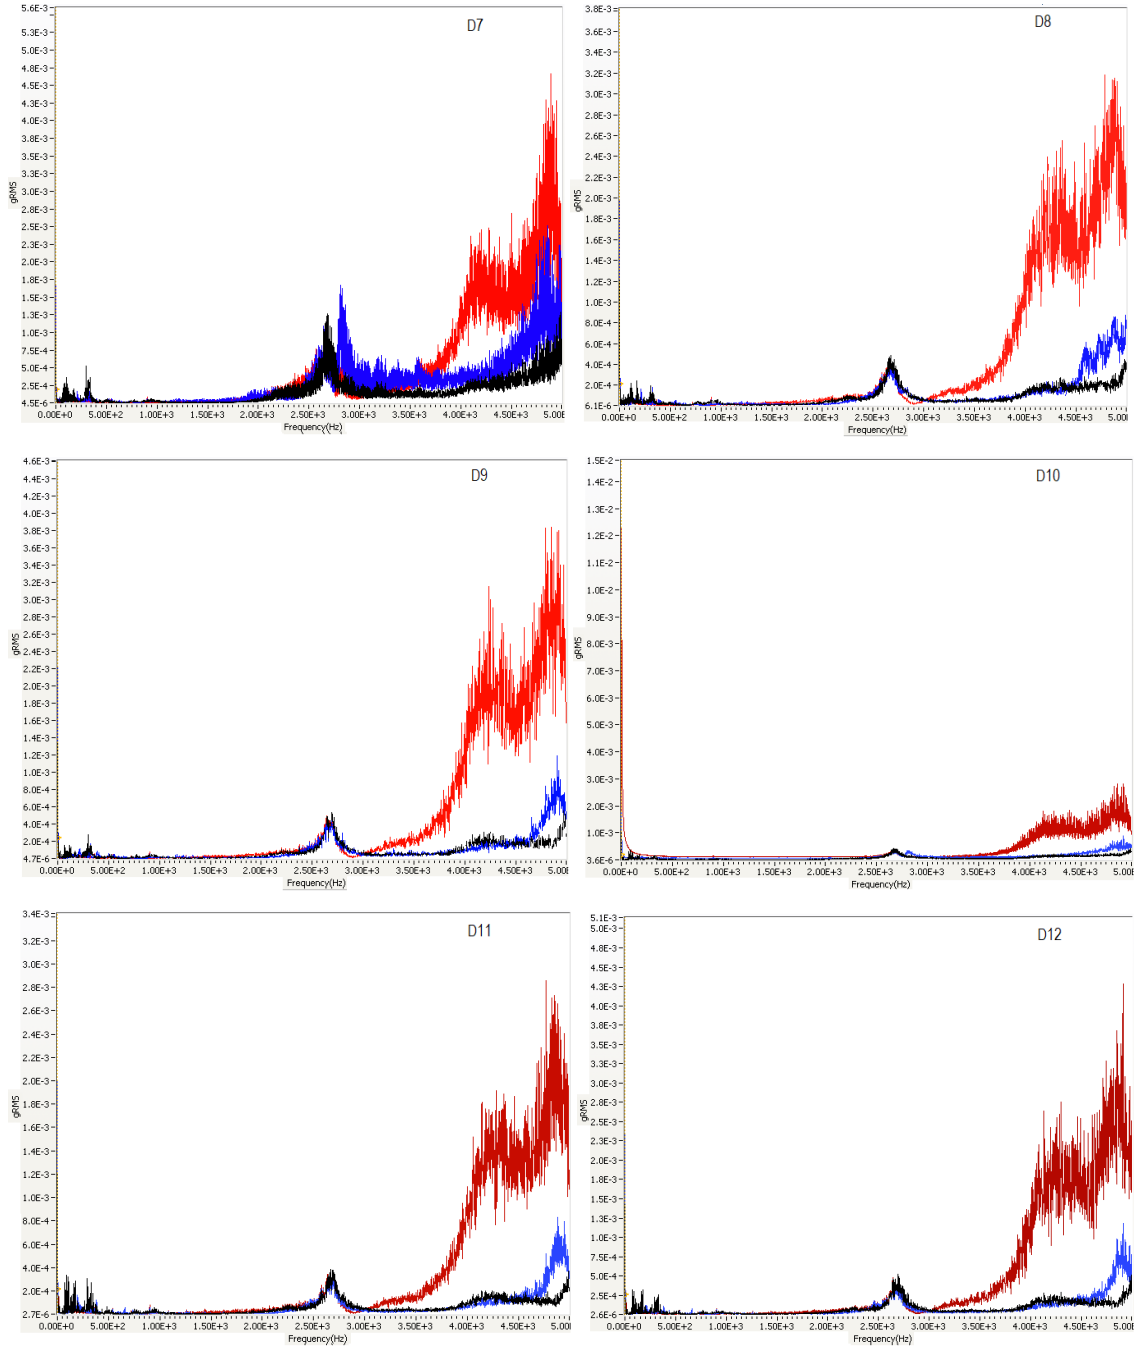 D7
5.6E-3
5.3E-3
5.0E-3
4.8E-3
4.5E-3
4.3E-3
4.0E-3
3.8E-3
3.5E-3
3.3E-3
3.0E-3
2.8E-3
2.5E-3
2.3E-3
2.0E-3
1.8E-3
1.5E-3
1.3E-3
1.0E-3
7.5E-4
5.0E-4
2.5E-4
4.5E-6
gRMS
0.00E+0 5.00E+2 1.00E+3 1.50E+3 2.00E+3 2.50E+3 3.00E+3 3.50E+3 4.00E+3 4.50E+3
Frequency(Hz)
D8
3.8E-3
3.6E-3
3.4E-3
3.2E-3
3.0E-3
2.8E-3
2.6E-3
2.4E-3
2.2E-3
2.0E-3
1.8E-3
1.6E-3
1.4E-3
1.2E-3
1.0E-3
8.0E-4
6.0E-4
4.0E-4
2.0E-4
6.1E-6
gRMS
0.00E+0 5.00E+2 1.00E+3 1.50E+3 2.00E+3 2.50E+3 3.00E+3 3.50E+3 4.00E+3 4.50E+3
Frequency(Hz)
D9
4.6E-3
4.4E-3
4.2E-3
4.0E-3
3.8E-3
3.6E-3
3.4E-3
3.2E-3
3.0E-3
2.8E-3
2.6E-3
2.4E-3
2.2E-3
2.0E-3
1.8E-3
1.6E-3
1.4E-3
1.2E-3
1.0E-3
8.0E-4
6.0E-4
4.0E-4
2.0E-4
4.7E-6
gRMS
0.00E+0 5.00E+2 1.00E+3 1.50E+3 2.00E+3 2.50E+3 3.00E+3 3.50E+3 4.00E+3 4.50E+3
Frequency(Hz)
D10
1.5E-2
1.4E-2
1.3E-2
1.2E-2
1.1E-2
1.0E-2
9.0E-3
8.0E-3
7.0E-3
6.0E-3
5.0E-3
4.0E-3
3.0E-3
2.0E-3
1.0E-3
3.6E-6
gRMS
0.00E+0 5.00E+2 1.00E+3 1.50E+3 2.00E+3 2.50E+3 3.00E+3 3.50E+3 4.00E+3 4.50E+3
Frequency(Hz)
D11
3.4E-3
3.2E-3
3.0E-3
2.8E-3
2.6E-3
2.4E-3
2.2E-3
2.0E-3
1.8E-3
1.6E-3
1.4E-3
1.2E-3
1.0E-3
8.0E-4
6.0E-4
4.0E-4
2.0E-4
2.7E-6
gRMS
0.00E+0 5.00E+2 1.00E+3 1.50E+3 2.00E+3 2.50E+3 3.00E+3 3.50E+3 4.00E+3 4.50E+3
Frequency(Hz)
D12
5.1E-3
5.0E-3
4.8E-3
4.5E-3
4.3E-3
4.0E-3
3.8E-3
3.5E-3
3.3E-3
3.0E-3
2.8E-3
2.5E-3
2.3E-3
2.0E-3
1.8E-3
1.5E-3
1.3E-3
1.0E-3
7.5E-4
5.0E-4
2.5E-4
2.6E-6
gRMS
0.00E+0 5.00E+2 1.00E+3 1.50E+3 2.00E+3 2.50E+3 3.00E+3 3.50E+3 4.00E+3 4.50E+3
Frequency(Hz)